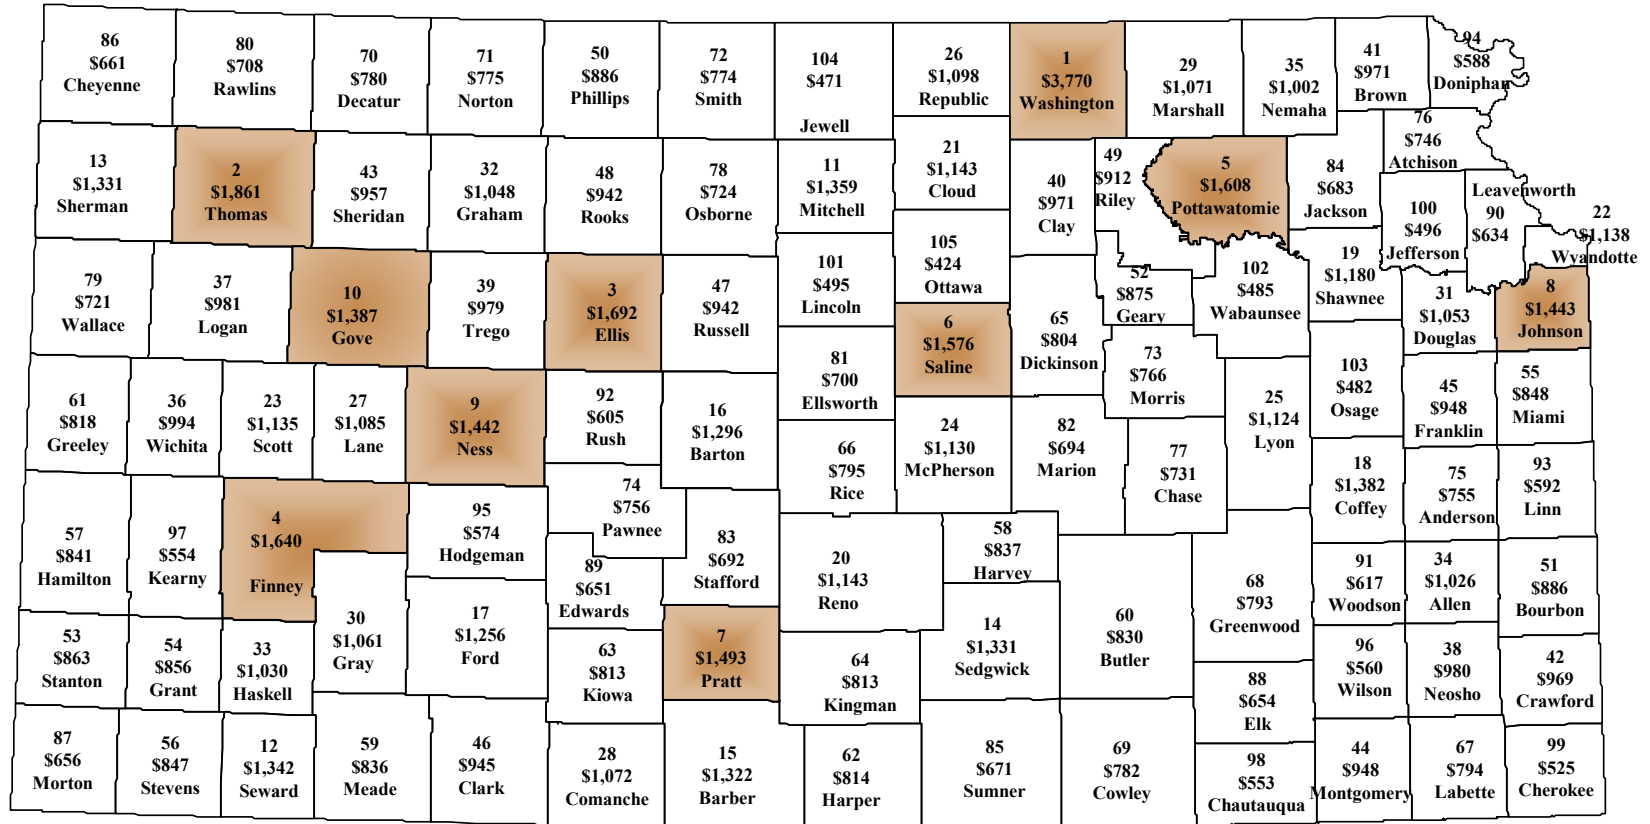 86
$661
Cheyenne
80
$708
Rawlins
70
$780
Decatur
71
$775
Norton
50
$886
Phillips
72
$774
Smith
104
$471
Jewell
26
$1,098
Republic
1
$3,770
Washington
29
$1,071
Marshall
35
$1,002
Nemaha
41
$971
Brown
94
$588
Doniphan
13
$1,331
Sherman
2
$1,861
Thomas
43
$957
Sheridan
32
$1,048
Graham
48
$942
Rooks
78
$724
Osborne
11
$1,359
Mitchell
21
$1,143
Cloud
40
$971
Clay
49
$912
Riley
5
$1,608
Pottawatomie
84
$683
Jackson
76
$746
Atchison
100
$496
Jefferson
Leavenworth
90
$634
22
$1,138
Wyandotte
79
$721
Wallace
37
$981
Logan
10
$1,387
Gove
39
$979
Trego
3
$1,692
Ellis
47
$942
Russell
101
$495
Lincoln
105
$424
Ottawa
6
$1,576
Saline
65
$804
Dickinson
52
$875
Geary
102
$485
Wabaunsee
19
$1,180
Shawnee
31
$1,053
Douglas
8
$1,443
Johnson
61
$818
Greeley
36
$994
Wichita
23
$1,135
Scott
27
$1,085
Lane
9
$1,442
Ness
92
$605
Rush
16
$1,296
Barton
81
$700
Ellsworth
66
$795
Rice
24
$1,130
McPherson
82
$694
Marion
73
$766
Morris
77
$731
Chase
25
$1,124
Lyon
103
$482
Osage
45
$948
Franklin
55
$848
Miami
57
$841
Hamilton
97
$554
Kearny
4
$1,640
Finney
95
$574
Hodgeman
74
$756
Pawnee
83
$692
Stafford
89
$651
Edwards
20
$1,143
Reno
58
$837
Harvey
18
$1,382
Coffey
75
$755
Anderson
93
$592
Linn
53
$863
Stanton
54
$856
Grant
33
$1,030
Haskell
30
$1,061
Gray
17
$1,256
Ford
63
$813
Kiowa
7
$1,493
Pratt
64
$813
Kingman
14
$1,331
Sedgwick
60
$830
Butler
68
$793
Greenwood
91
$617
Woodson
34
$1,026
Allen
51
$886
Bourbon
88
$654
Elk
96
$560
Wilson
38
$980
Neosho
42
$969
Crawford
87
$656
Morton
56
$847
Stevens
12
$1,342
Seward
59
$836
Meade
46
$945
Clark
28
$1,072
Comanche
15
$1,322
Barber
62
$814
Harper
85
$671
Sumner
69
$782
Cowley
98
$553
Chautauqua
44
$948
Montgomery
67
$794
Labette
99
$525
Cherokee